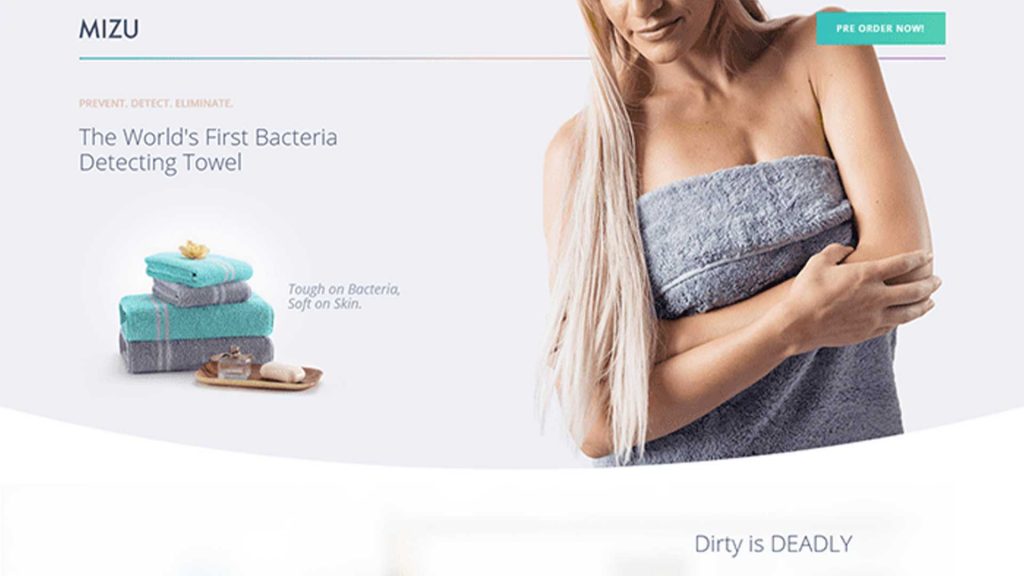 MIZU
PRE ORDER NOW!
PREVENT. DETECT. ELIMINATE.
The World's First Bacteria
Detecting Towel
Tough on Bacteria,
Soft on Skin.
Dirty is DEADLY